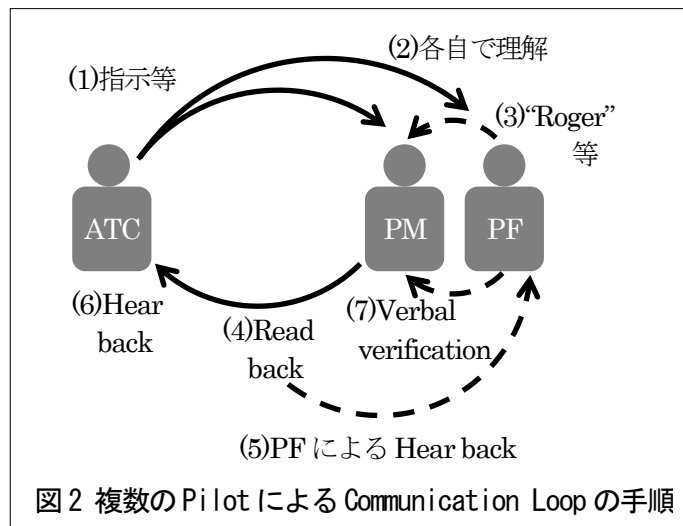 (2)各自で理解
(1)指示等
(3)“Roger”
等
ATC
PM
PF
(6)Hear
back
(4)Read
back
(7)Verbal
verification
(5)PF による Hear back
図2 複数の Pilot による Communication Loop の手順